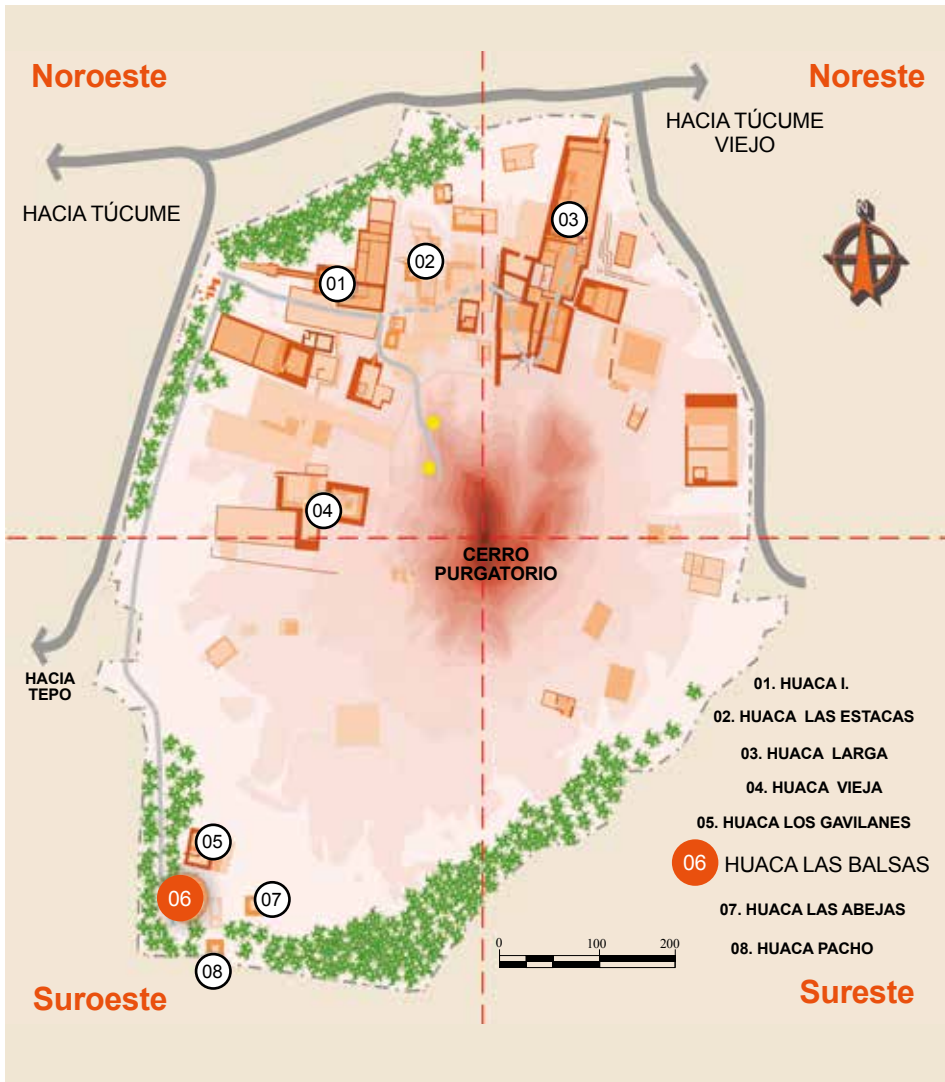 Noroeste
Noreste
HACIA TÚCUME
VIEJO
HACIA TÚCUME
N
03
02
01
04
CERRO
PURGATORIO
HACIA
TEPO
01. HUACA I.
02. HUACA LAS ESTACAS
03. HUACA LARGA
04. HUACA VIEJA
05. HUACA LOS GAVILANES
06 HUACA LAS BALSAS
07. HUACA LAS ABEJAS
08. HUACA PACHO
05
06
07
08
0 100 200
Suroeste
Sureste